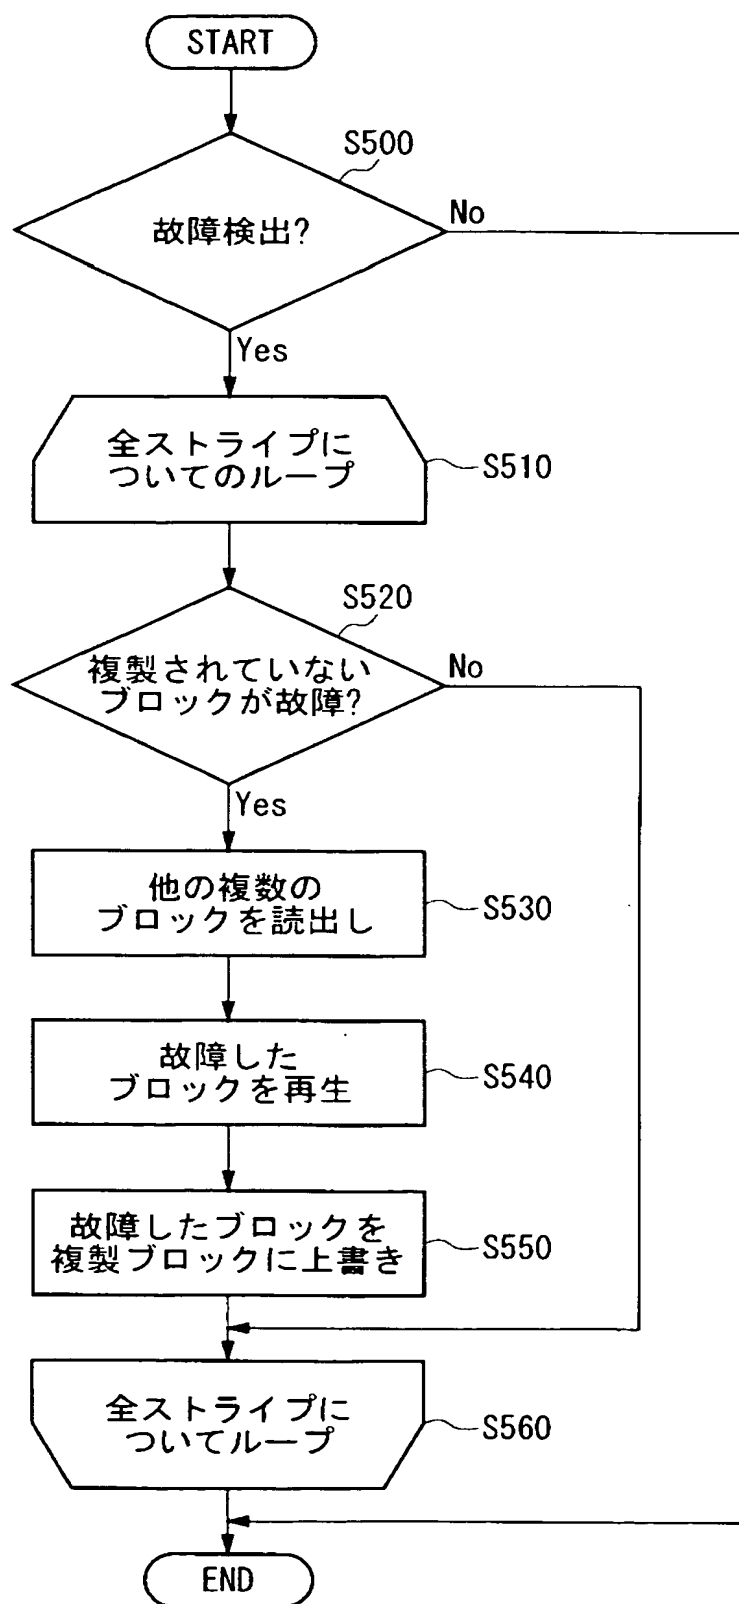 START
S500
故障検出?
No
Yes
全ストライプに
ついてのループ
S510
S520
複製されていない
ブロックが故障?
No
Yes
他の複数の
ブロックを読出し
S530
故障した
ブロックを再生
S540
故障したブロックを
複製ブロックに上書き
S550
全ストライプに
ついてループ
S560
END